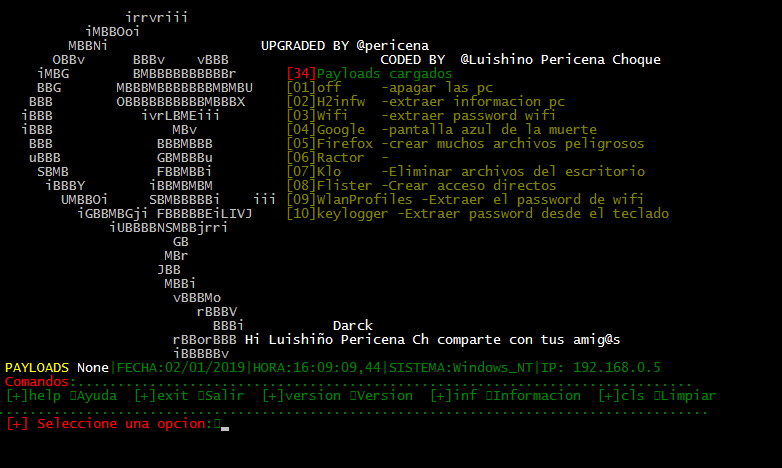 irrvriii
iMBBOoi
MBBNi UPGRADED BY @pericena
OBBv BBBv vBBB CODED BY @Luishino Pericena Choque
iMBG BMBBBBBBBBBBr [34]Payloads cargados
BBG MBBBMBBBBBBBMBMBU [01]off -apagar las pc
BBB OBBBBBBBBBBMBBBX [02]H2infw -extraer informacion pc
iBBB ivrLBMEiii [03]Wifi -extraer password wifi
iBBB MBv [04]Google -pantalla azul de la muerte
BBB BBBMBBB [05]Firefox -crear muchos archivos peligrosos
uBBB GBMBBBu [06]Ractor -
SBMB FBBMBBi [07]Klo -Eliminar archivos del escritorio
iBBBY iBBMBMBM [08]Flister -Crear acceso directos
UMBBOi SBMBBBBBi iii [09]WlanProfiles -Extraer el password de wifi
iGBBMBGji FBBBBBEiLIVJ [10]keylogger -Extraer password desde el teclado
iUBBBBNSMBBjrri
GB
MBr
JBB
MBBi
vBBBMo
rBBBV
BBBi Darck
rBBorBBB Hi Luishiño Pericena Ch comparte con tus amig@s
iBBBBBv
PAYLOADS None|FECHA:02/01/2019|HORA:16:09:09,44|SISTEMA:Windows_NT|IP: 192.168.0.5
Comandos:..............................................................................
[+]help Ayuda [+]exit Salir [+]version Version [+]inf Informacion [+]cls Limpiar
.........................................................................................
[+] Seleccione una opcion: